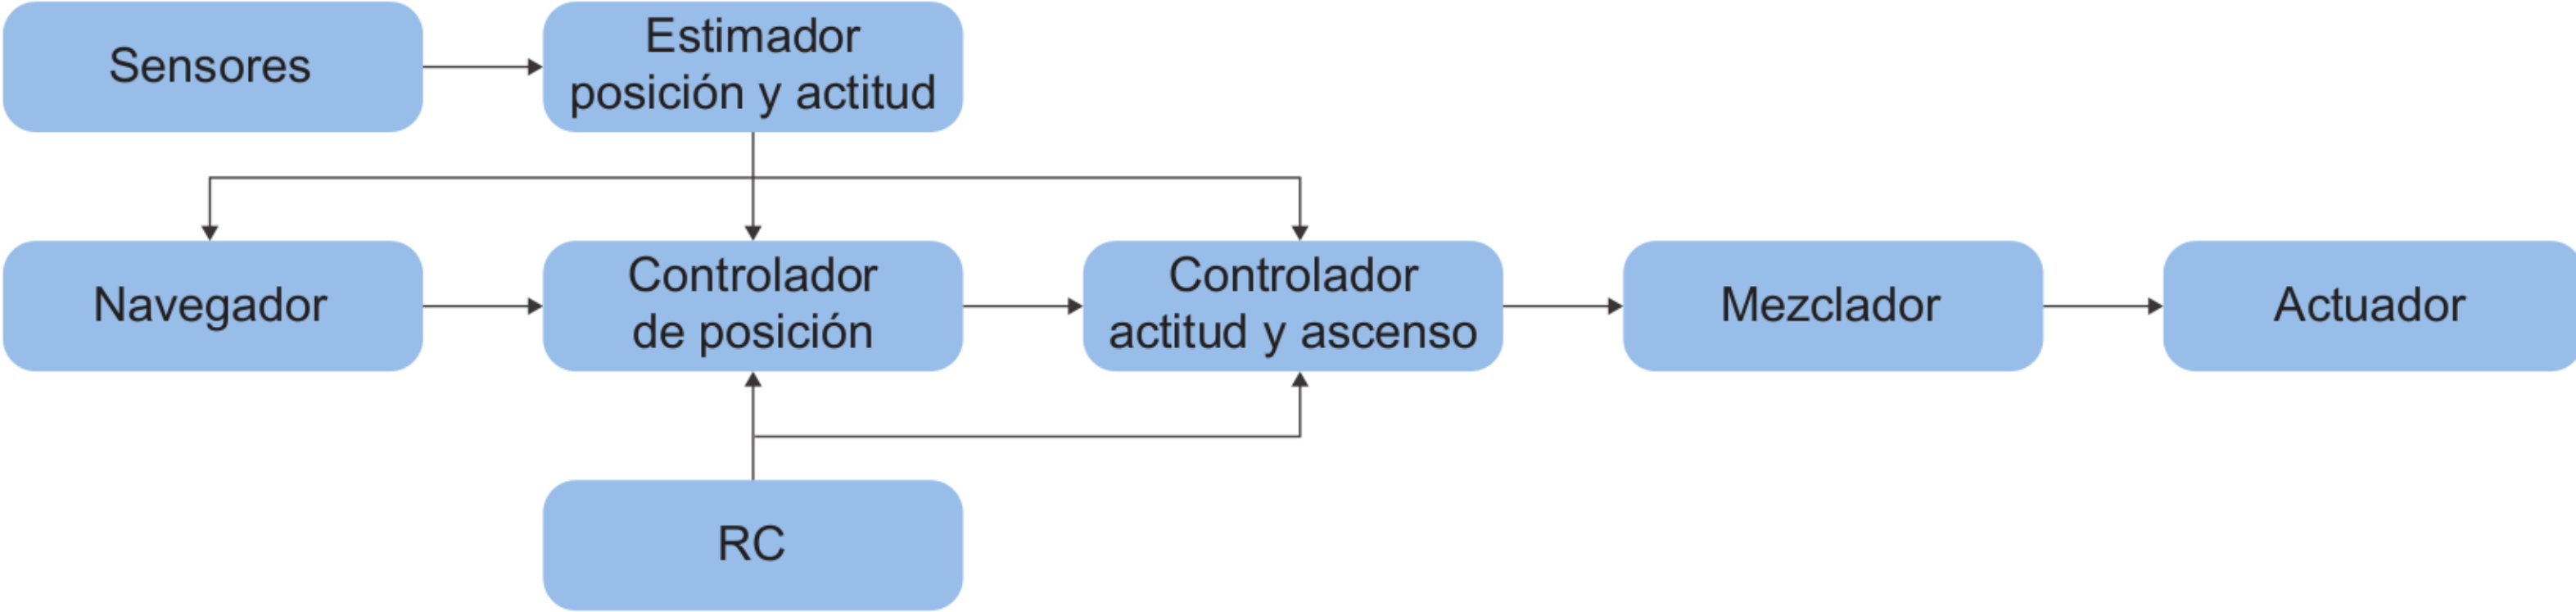 Sensores
Estimador
posición y actitud
Navegador
Controlador
de posición
Controlador
actitud y ascenso
Mezclador
Actuador
RC